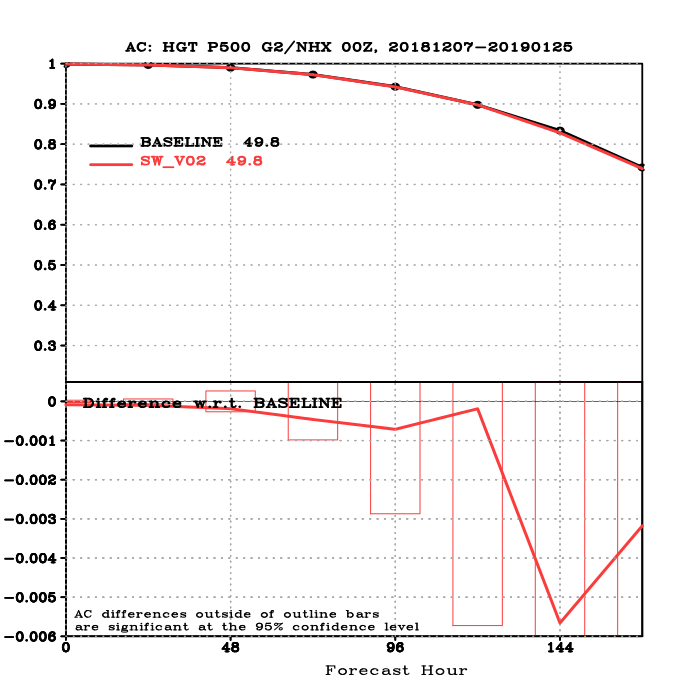 AC: HGT P500 G2/NHX 00Z, 20181207-20190125
1
0.9
0.8
0.7
0.6
0.5
0.4
0.3
BASELINE 49.8
SW_V02 49.8
Difference w.r.t. BASELINE
0
-0.001
-0.002
-0.003
-0.004
-0.005
-0.006
AC differences outside of outline bars
are significant at the 95% confidence level
0 48 96 144
Forecast Hour